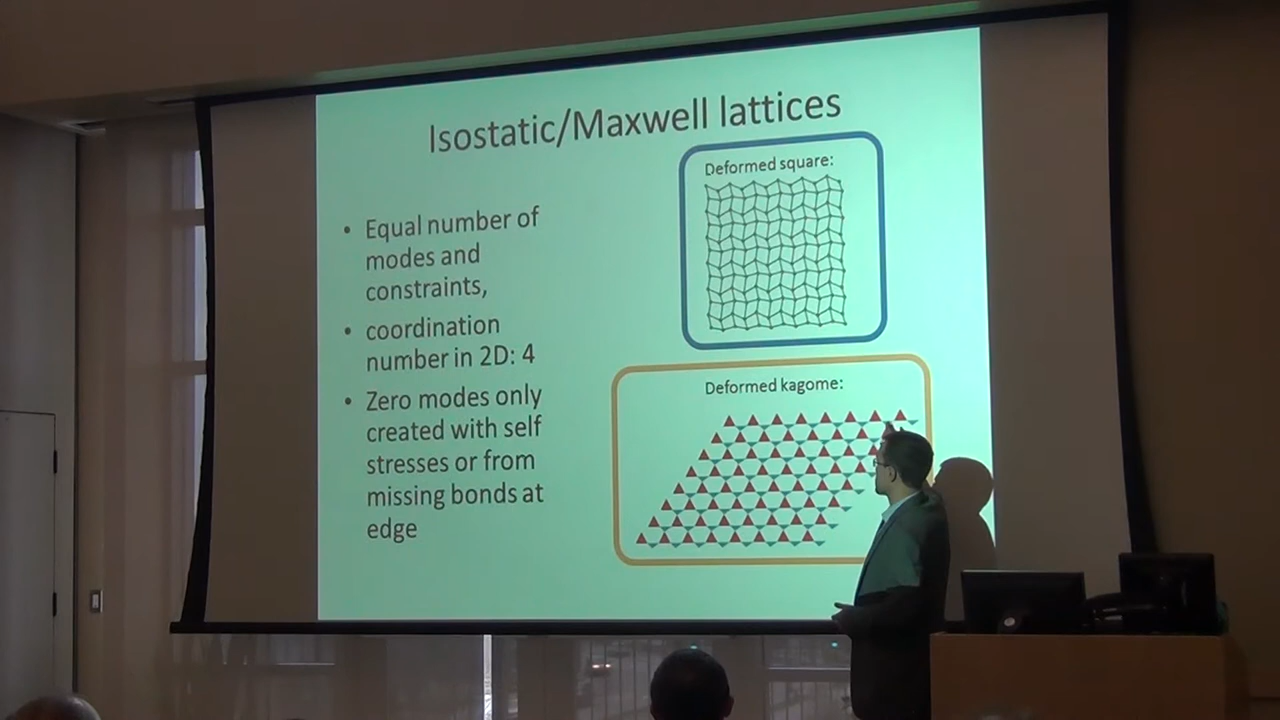 Isostatic/Maxwell lattices
• Equal number of
modes and
constraints,
• coordination
number in 2D: 4
• Zero modes only
created with self
stresses or from
missing bonds at
edge
Deformed square:
Deformed kagome: